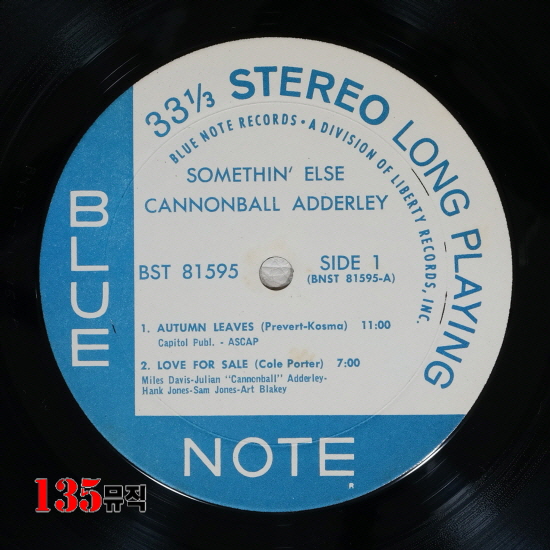 33⅓ STEREO LONG PLAYING
BLUE NOTE RECORDS • A DIVISION OF LIBERTY RECORDS, INC.
SOMETHIN' ELSE
CANNONBALL ADDERLEY
BST 81595
SIDE 1
(BNST 81595-A)
1. AUTUMN LEAVES (Prevert-Kosma) 11:00
Capitol Publ. - ASCAP
2. LOVE FOR SALE (Cole Porter) 7:00
Miles Davis-Julian "Cannonball" Adderley-
Hank Jones-Sam Jones-Art Blakey
BLUE
NOTE
R
135뮤직